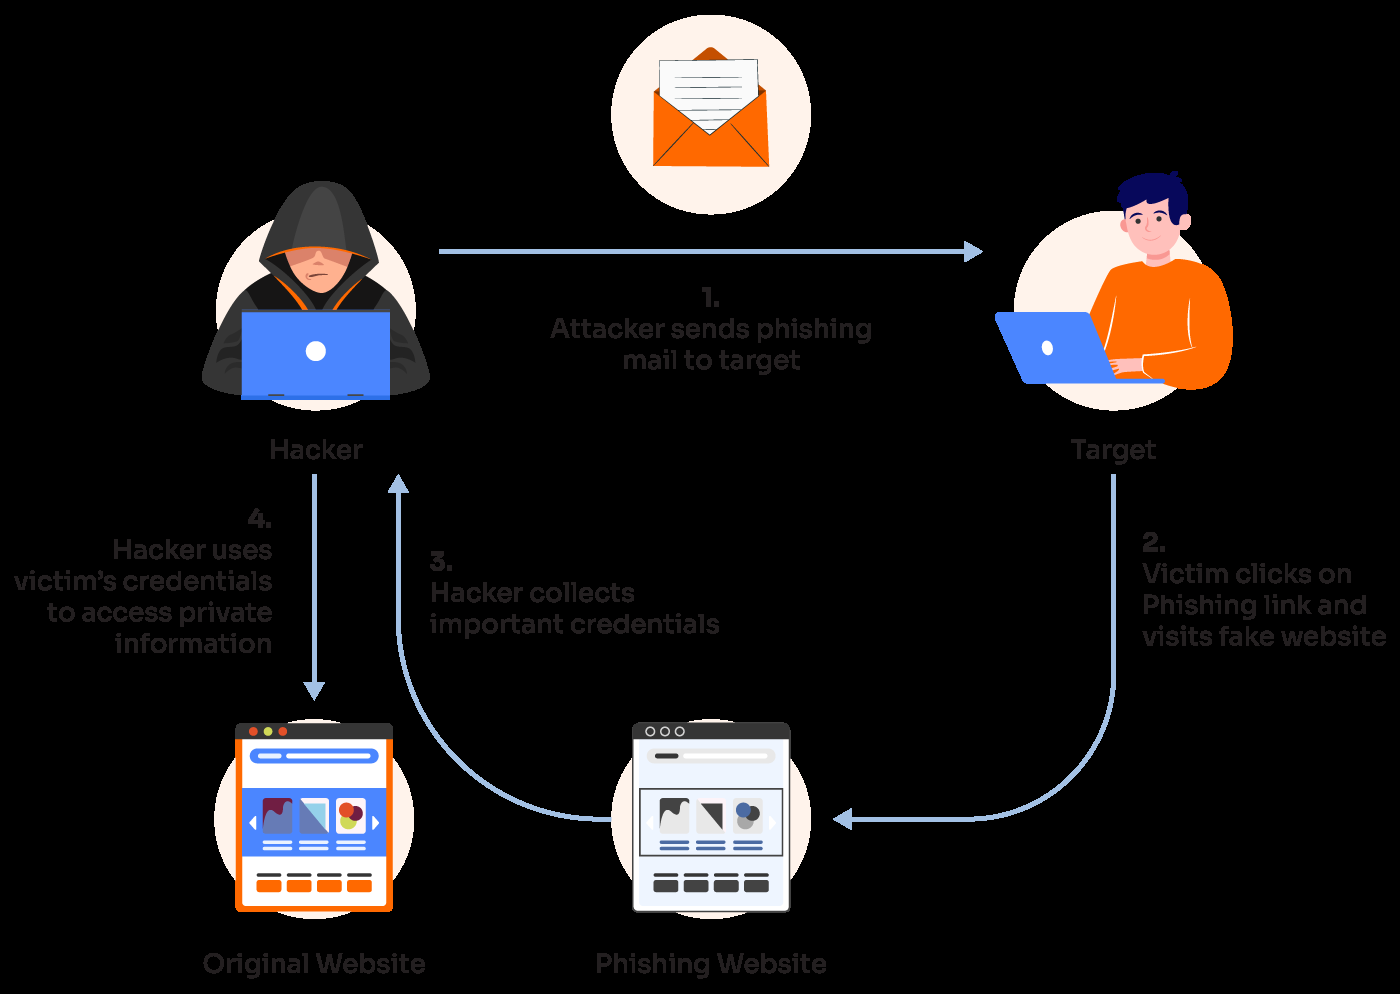 1.
Attacker sends phishing
mail to target
Hacker
Target
4.
Hacker uses
victim's credentials
to access private
information
3.
Hacker collects
important credentials
2.
Victim clicks on
Phishing link and
visits fake website
Original Website
Phishing Website